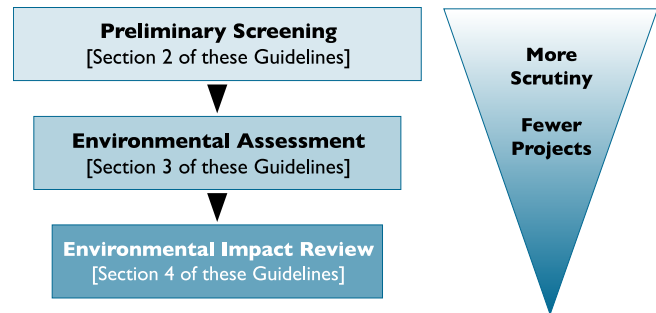 Preliminary Screening
[Section 2 of these Guidelines]
Environmental Assessment
[Section 3 of these Guidelines]
Environmental Impact Review
[Section 4 of these Guidelines]
More
Scrutiny
Fewer
Projects